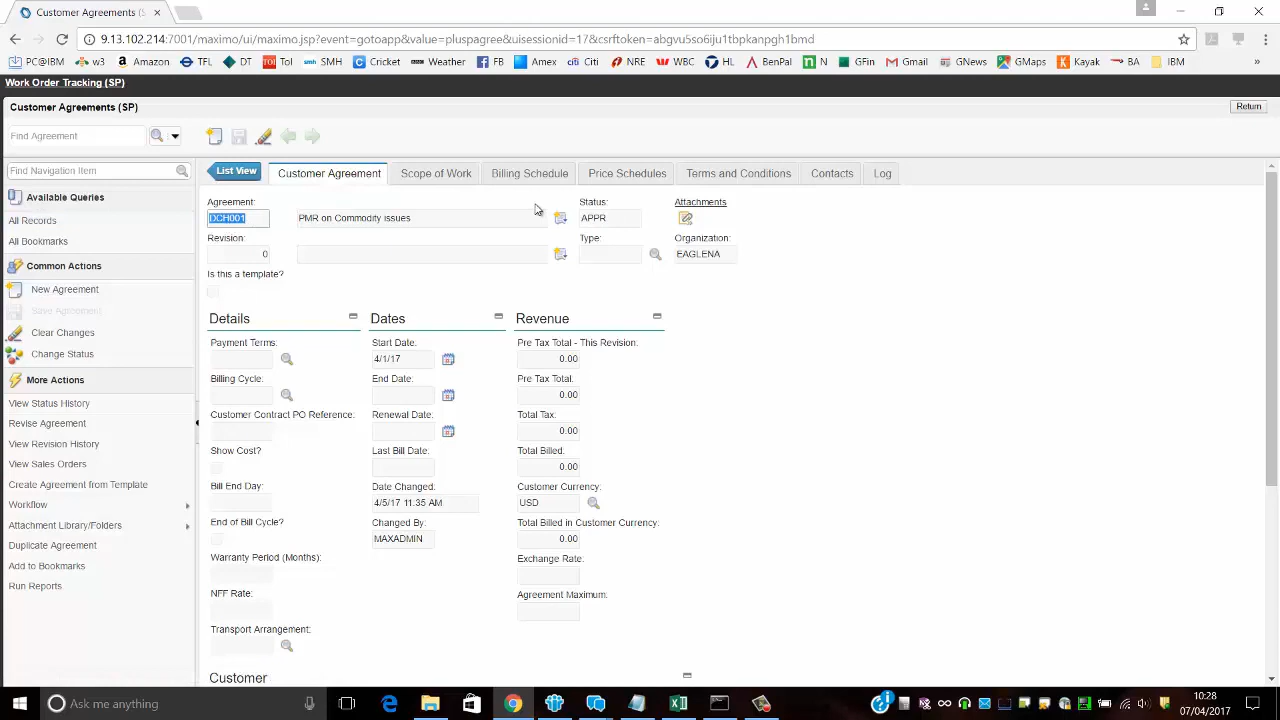 Customer Agreements (S
9.13.102.214:7001/maximo/ui/maximo.jsp?event=gotoapp&value=pluspagree&uisessionid=17&csrftoken=abgvu5so6iju1tbpkanpgh1bmd
PC@IBM w3 Amazon TFL DT ToI SMH Cricket Weather FB Amex Citi NRE WBC HL BenPal N GFin Gmail GNews GMaps Kayak BA IBM »
Work Order Tracking (SP)
Customer Agreements (SP)
Return
Find Agreement
Find Navigation Item
List View Customer Agreement Scope of Work Billing Schedule Price Schedules Terms and Conditions Contacts Log
Available Queries
All Records
All Bookmarks
Common Actions
New Agreement
Save Agreement
Clear Changes
Change Status
More Actions
View Status History
Revise Agreement
View Revision History
View Sales Orders
Create Agreement from Template
Workflow
Attachment Library/Folders
Duplicate Agreement
Add to Bookmarks
Run Reports
Agreement: Status: Attachments
DCH001 PMR on Commodity issues APPR
Revision: Type: Organization:
0 EAGLENA
Is this a template?
Details Dates Revenue
Payment Terms: Start Date: Pre Tax Total - This Revision:
4/1/17 0.00
Billing Cycle: End Date: Pre Tax Total:
0.00
Customer Contract PO Reference: Renewal Date: Total Tax:
0.00
Show Cost? Last Bill Date: Total Billed:
0.00
Bill End Day: Date Changed: Customer Currency:
4/5/17 11:35 AM USD
End of Bill Cycle? Changed By: Total Billed in Customer Currency:
MAXADMIN 0.00
Warranty Period (Months): Exchange Rate:
NFF Rate: Agreement Maximum:
Transport Arrangement:
Customer
Ask me anything
10:28
07/04/2017